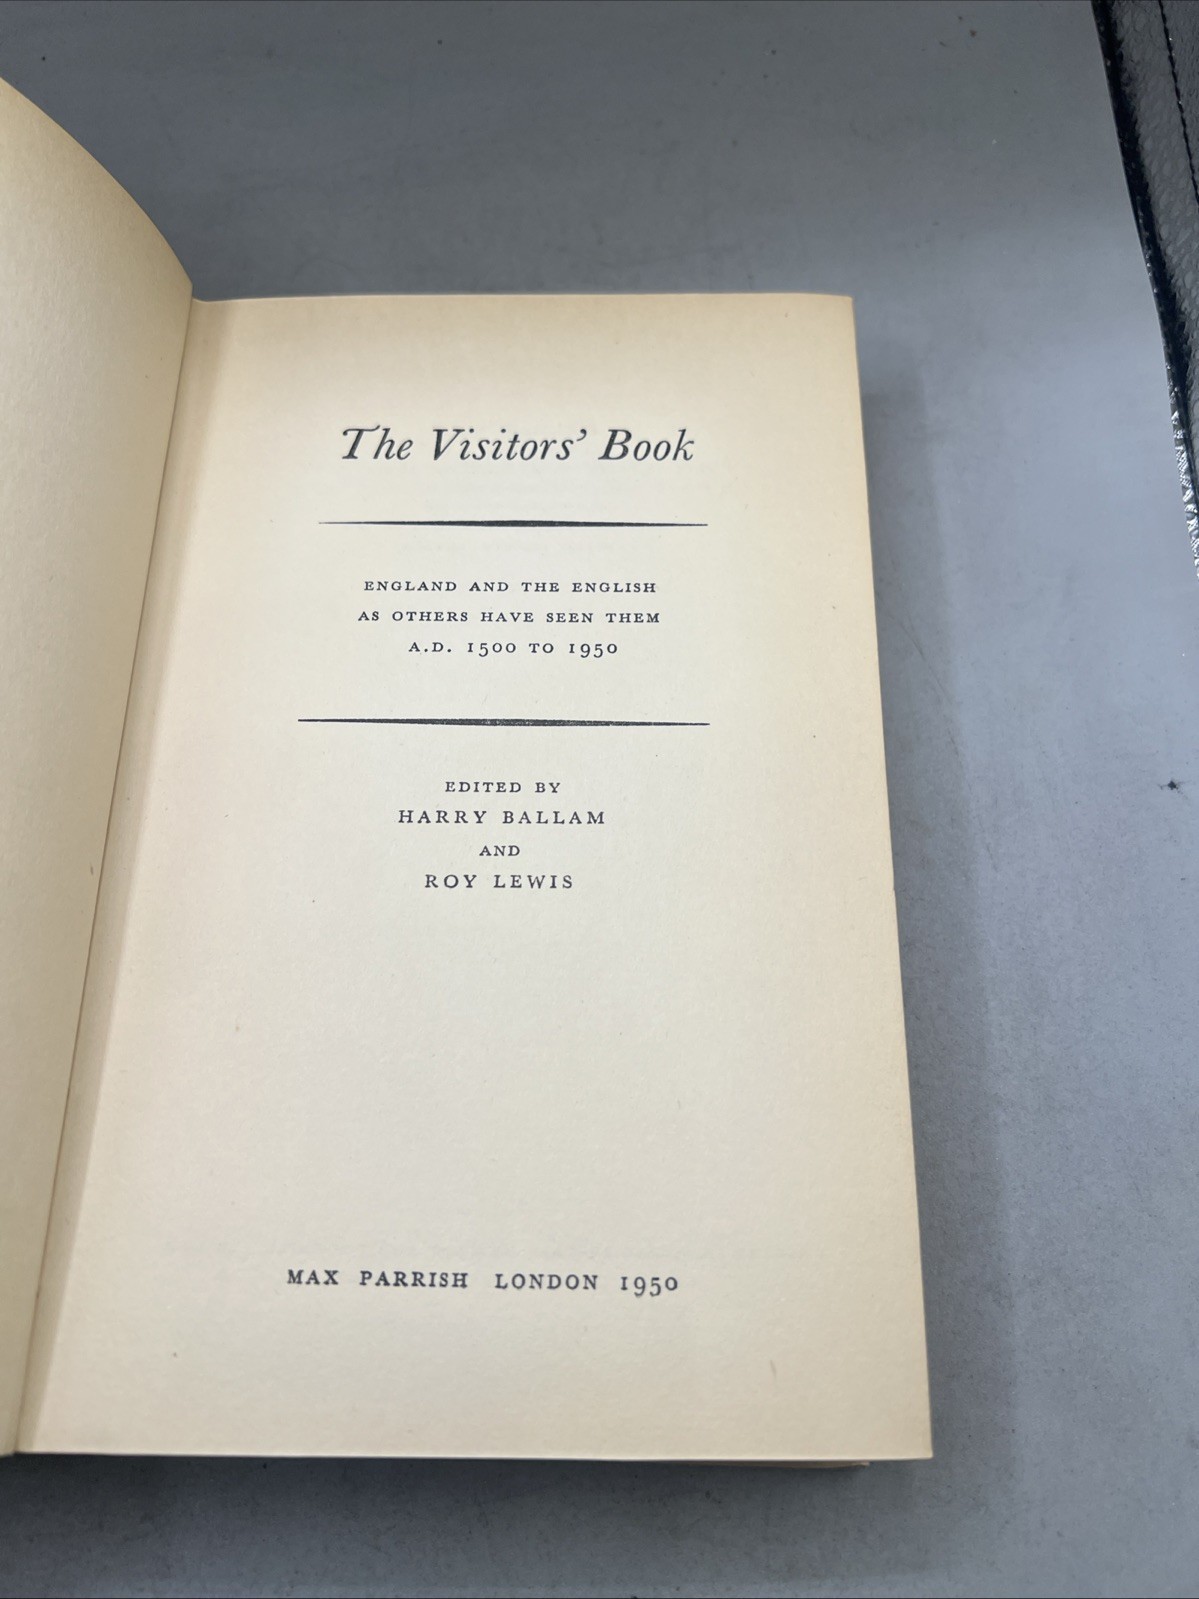 The Visitors' Book
ENGLAND AND THE ENGLISH
AS OTHERS HAVE SEEN THEM
A.D. 1500 TO 1950
EDITED BY
HARRY BALLAM
AND
ROY LEWIS
MAX PARRISH LONDON 1950